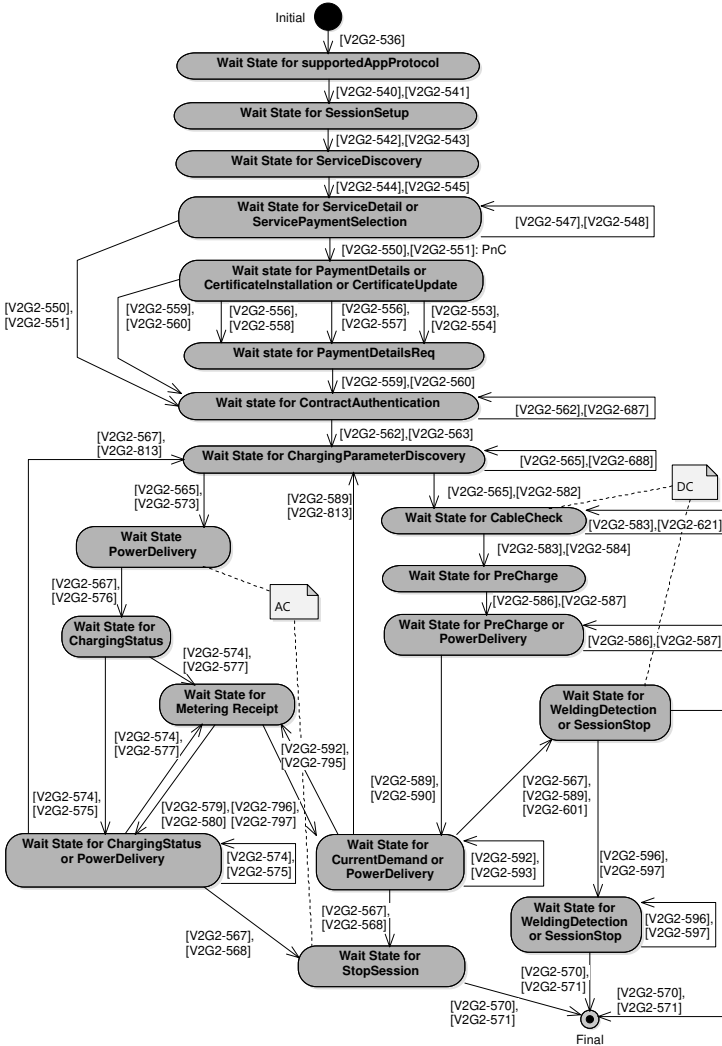 Initial
[V2G2-536]
Wait State for supportedAppProtocol
[V2G2-540],[V2G2-541]
Wait State for SessionSetup
[V2G2-542],[V2G2-543]
Wait State for ServiceDiscovery
[V2G2-544],[V2G2-545]
Wait State for ServiceDetail or
ServicePaymentSelection
[V2G2-547],[V2G2-548]
[V2G2-550],[V2G2-551]: PnC
Wait state for PaymentDetails or
CertificateInstallation or CertificateUpdate
[V2G2-550],
[V2G2-551]
[V2G2-559],
[V2G2-560]
[V2G2-556],
[V2G2-558]
[V2G2-556],
[V2G2-557]
[V2G2-553],
[V2G2-554]
Wait state for PaymentDetailsReq
[V2G2-559],[V2G2-560]
Wait state for ContractAuthentication
[V2G2-562],[V2G2-687]
[V2G2-562],[V2G2-563]
[V2G2-567],
[V2G2-813]
Wait State for ChargingParameterDiscovery
[V2G2-565],[V2G2-688]
[V2G2-565],
[V2G2-573]
[V2G2-589]
[V2G2-813]
[V2G2-565],[V2G2-582]
DC
Wait State for CableCheck
[V2G2-583],[V2G2-621]
Wait State
PowerDelivery
[V2G2-583],[V2G2-584]
Wait State for PreCharge
[V2G2-567],
[V2G2-576]
AC
[V2G2-586],[V2G2-587]
Wait State for PreCharge or
PowerDelivery
[V2G2-586],[V2G2-587]
Wait State for
ChargingStatus
[V2G2-574],
[V2G2-577]
Wait State for
Metering Receipt
Wait State for
WeldingDetection
or SessionStop
[V2G2-574],
[V2G2-577]
[V2G2-592],
[V2G2-795]
[V2G2-574],
[V2G2-575]
[V2G2-579],[V2G2-796]
[V2G2-580] [V2G2-797]
[V2G2-589],
[V2G2-590]
[V2G2-567],
[V2G2-589],
[V2G2-601]
Wait State for ChargingStatus
or PowerDelivery
[V2G2-574],
[V2G2-575]
Wait State for
CurrentDemand or
PowerDelivery
[V2G2-592],
[V2G2-593]
[V2G2-596],
[V2G2-597]
[V2G2-567],
[V2G2-568]
[V2G2-567],
[V2G2-568]
Wait State for
WeldingDetection
or SessionStop
[V2G2-596],
[V2G2-597]
Wait State for
StopSession
[V2G2-570],
[V2G2-571]
[V2G2-570],
[V2G2-571]
[V2G2-570],
[V2G2-571]
Final